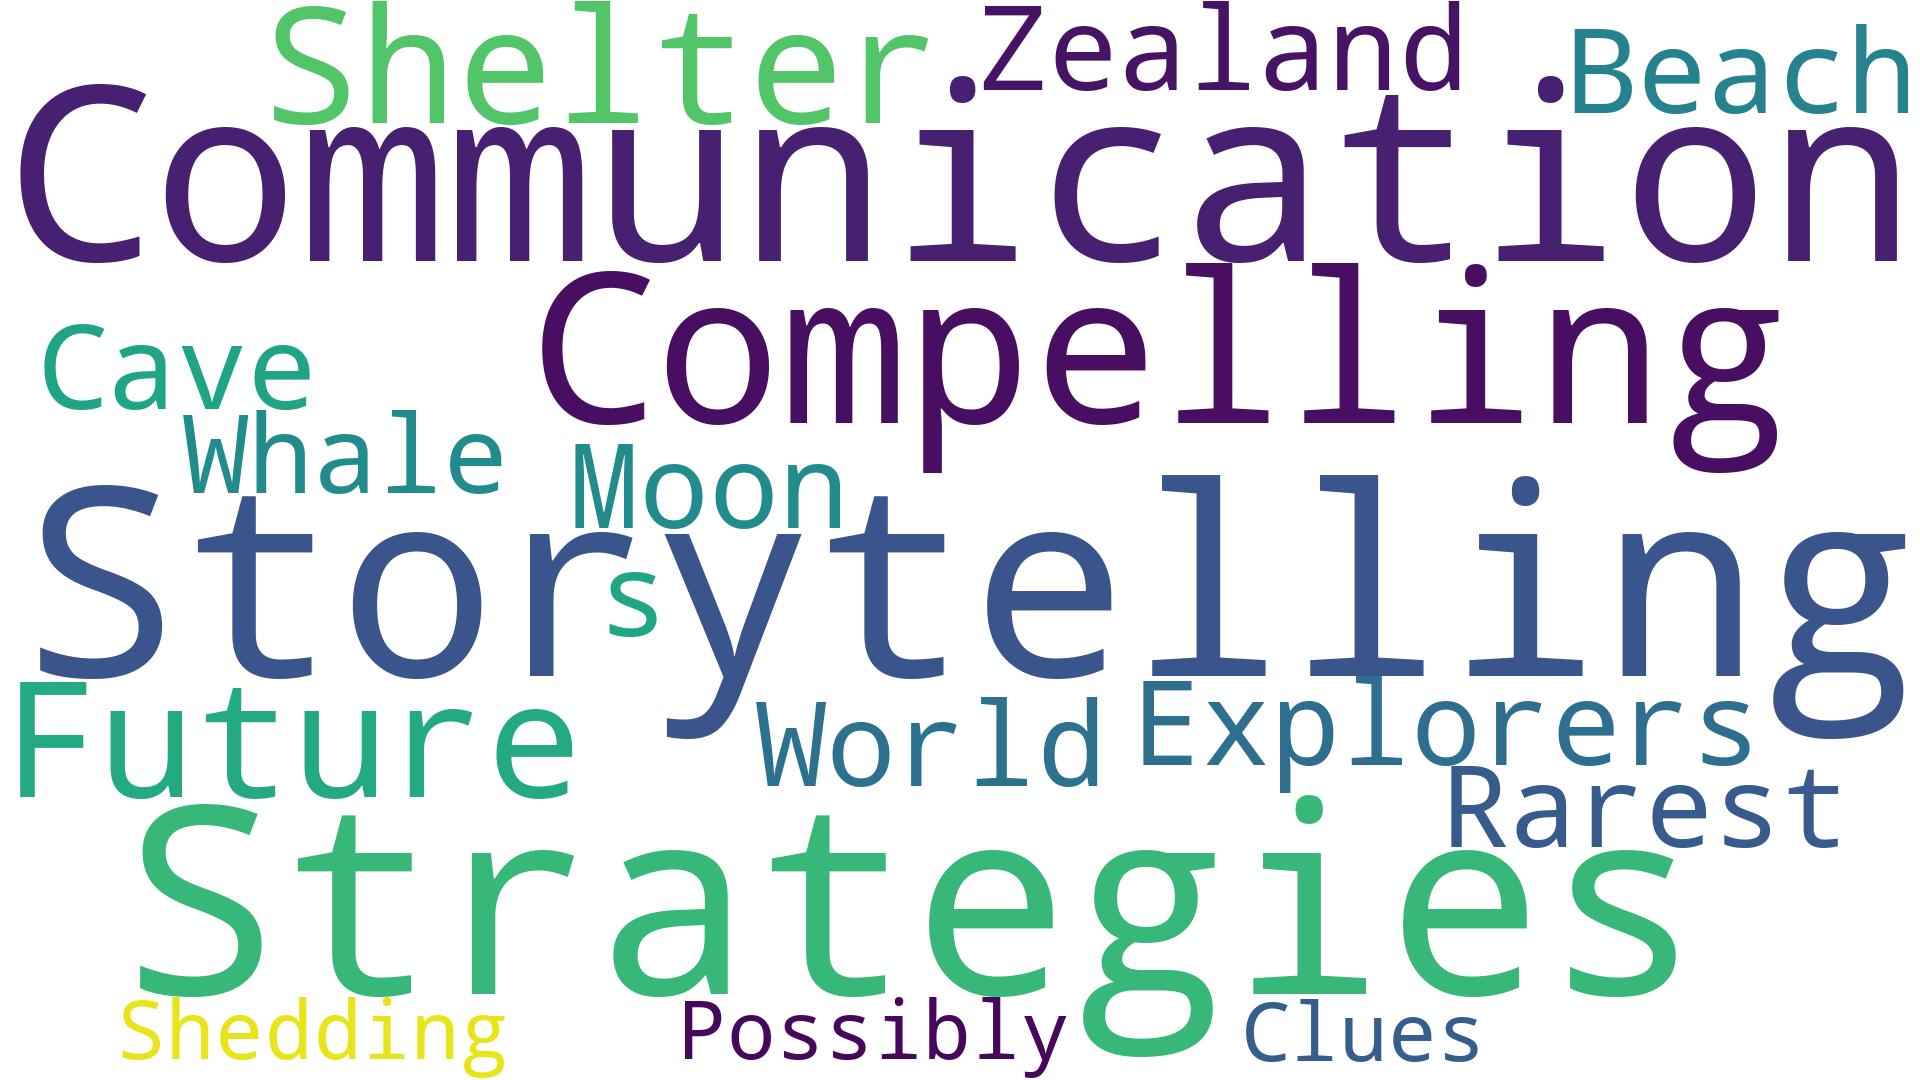 Shelter Zealand Beach
Communication
Compelling
Cave
Whale
Moon
Storytelling
s
Future World Explorers
Rarest
Strategies
Shedding Possibly Clues